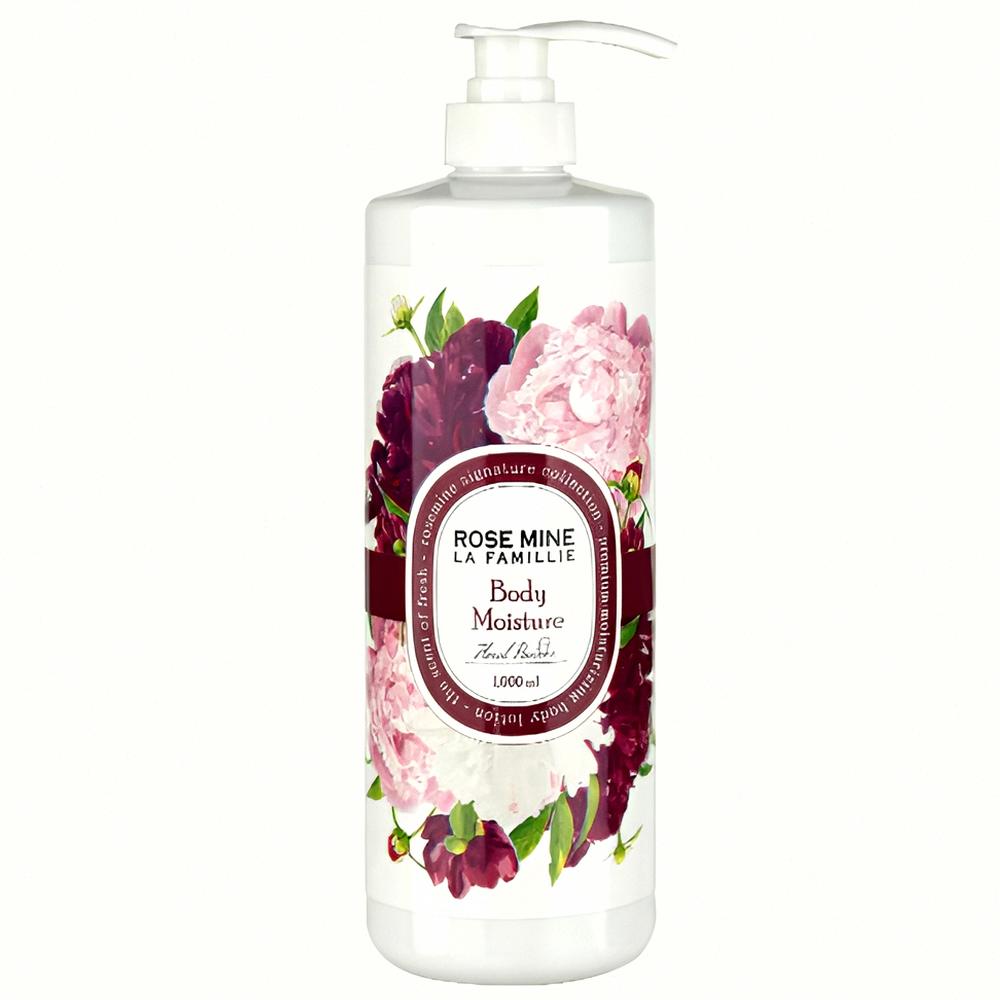 ROSE MINE
LA FAMILLIE
Body
Moisture
1,000 ml
rosemine signature collection - premium moisturizing body lotion - the scent of fresh -